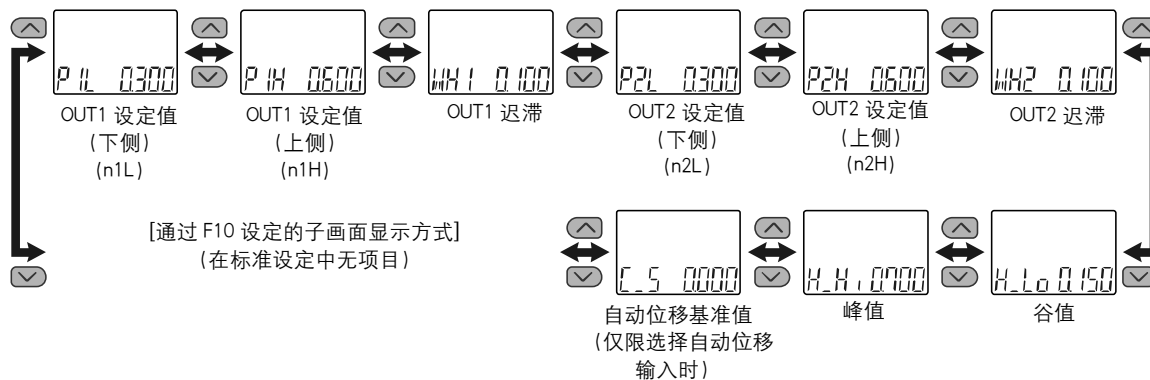 P1L 0.300
P1H 0.600
WH1 0.100
P2L 0.300
P2H 0.600
WH2 0.100
OUT1 设定值
(下侧)
(n1L)
OUT1 设定值
(上侧)
(n1H)
OUT1 迟滞
OUT2 设定值
(下侧)
(n2L)
OUT2 设定值
(上侧)
(n2H)
OUT2 迟滞
[通过 F10 设定的子画面显示方式]
(在标准设定中无项目)
C_S 0.000
H_Hi 0.700
H_Lo 0.150
自动位移基准值
(仅限选择自动位移
输入时)
峰值
谷值